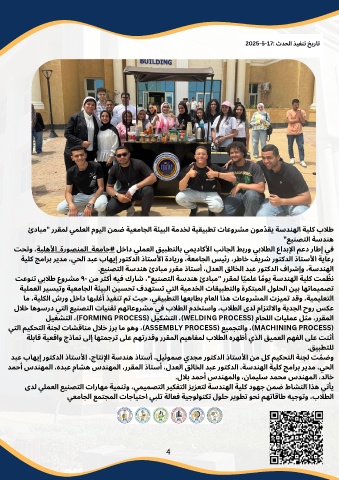 تاريخ تنفيذ الحدث :17-5-2025
BUILDING
طلاب كلية الهندسة يقدّمون مشروعات تطبيقية لخدمة البيئة الجامعية ضمن اليوم العلمي لمقرر "مبادئ
هندسة التصنيع"
في إطار دعم الإبداع الطلابي وربط الجانب الأكاديمي بالتطبيق العملي داخل #جامعة_المنصورة_الأهلية، وتحت
رعاية الأستاذ الدكتور شريف خاطر، رئيس الجامعة، وريادة الأستاذ الدكتور إيهاب عبد الحي، مدير برامج كلية
الهندسة، وإشراف الدكتور عبد الخالق العدل، أستاذ مقرر مبادئ هندسة التصنيع.
نظّمت كلية الهندسة يومًا علميًا لمقرر "مبادئ هندسة التصنيع"، شارك فيه أكثر من ٩٠ مشروع طلابي تنوعت
تصميماتها بين الحلول المبتكرة والتطبيقات الخدمية التي تستهدف تحسين البيئة الجامعية وتيسير العملية
التعليمية. وقد تميزت المشروعات هذا العام بطابعها التطبيقي، حيث تم تنفيذ أغلبها داخل ورش الكلية، ما
عكس روح الجدية والالتزام لدى الطلاب. واستخدم الطلاب في مشروعاتهم تقنيات التصنيع التي درسوها خلال
المقرر، مثل عمليات اللحام (WELDING PROCESS)، التشكيل (FORMING PROCESS)، التشغيل
(MACHINING PROCESS)، والتجميع (ASSEMBLY PROCESS)، وهو ما برز خلال مناقشات لجنة التحكيم التي
أثنت على الفهم العميق الذي أظهره الطلاب لمفاهيم المقرر وقدرتهم على ترجمتها إلى نماذج واقعية قابلة
للتطبيق.
وضمّت لجنة التحكيم كل من الأستاذ الدكتور مجدي صموئيل، أستاذ هندسة الإنتاج، الأستاذ الدكتور إيهاب عبد
الحي، مدير برامج كلية الهندسة، الدكتور عبد الخالق العدل، أستاذ المقرر، المهندس هشام عبده، المهندس أحمد
خالد، المهندس محمد سليمان، والمهندس أحمد بلال.
يأتي هذا النشاط ضمن جهود كلية الهندسة لتعزيز التفكير التصميمي، وتنمية مهارات التصنيع العملي لدى
الطلاب، وتوجيه طاقاتهم نحو تطوير حلول تكنولوجية فعالة تلبي احتياجات المجتمع الجامعي
4